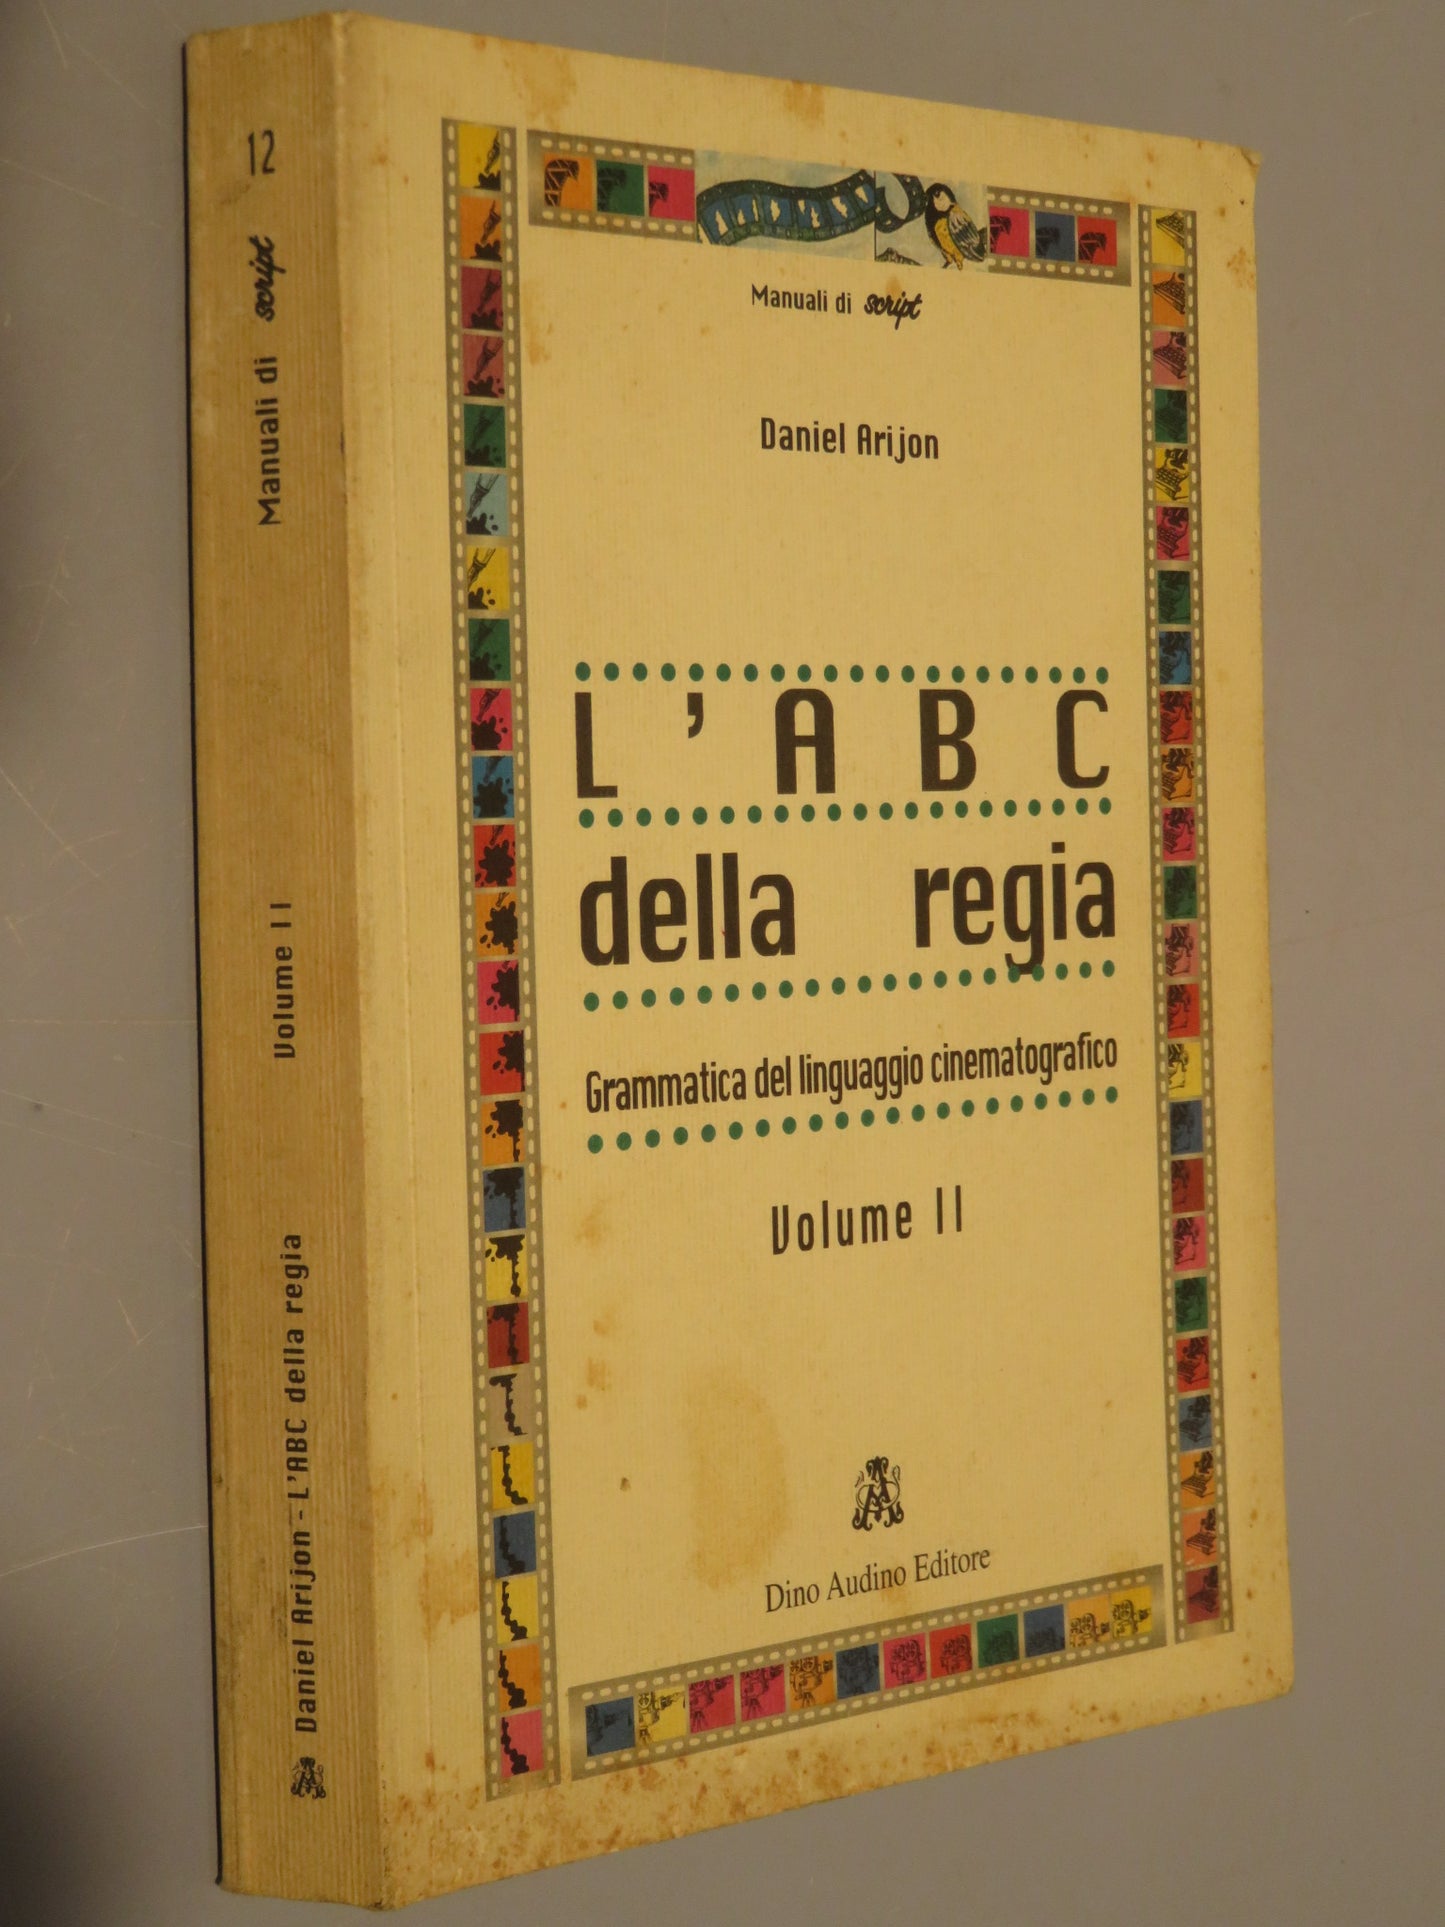 Manuali di script
Daniel Arijon
L'ABC
della regia
Grammatica del linguaggio cinematografico
Volume II
Dino Audino Editore
Daniel Arijon - L'ABC della regia
Volume II
Manuali di script
12